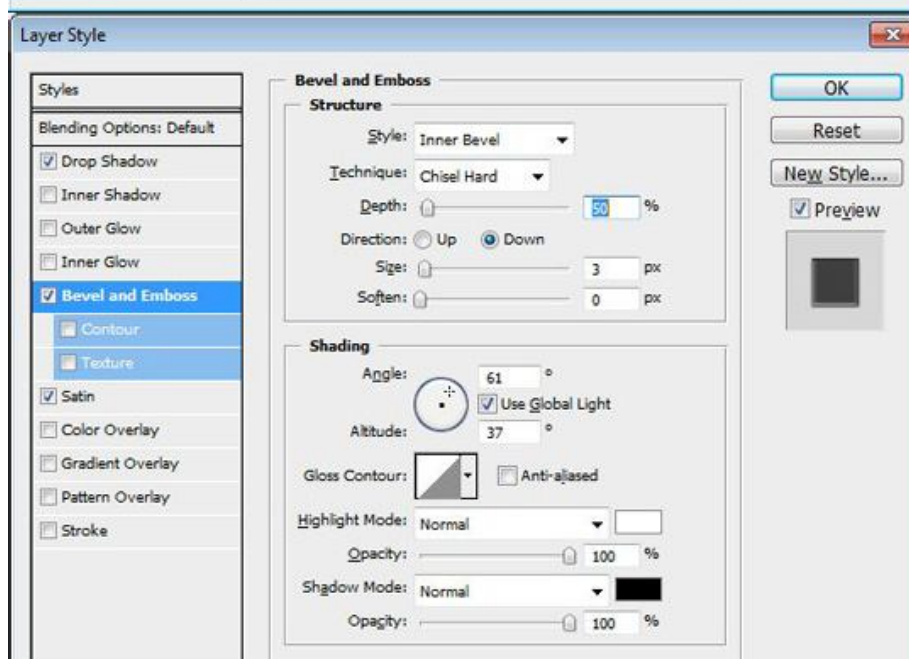 Layer Style
Styles
Blending Options: Default
Drop Shadow
Inner Shadow
Outer Glow
Inner Glow
Bevel and Emboss
Contour
Texture
Satin
Color Overlay
Gradient Overlay
Pattern Overlay
Stroke
Bevel and Emboss
Structure
Style: Inner Bevel
Technique: Chisel Hard
Depth: 50 %
Direction: Up Down
Size: 3 px
Soften: 0 px
Shading
Angle: 61 °
Use Global Light
Altitude: 37 °
Gloss Contour: Anti-aliased
Highlight Mode: Normal
Opacity: 100 %
Shadow Mode: Normal
Opacity: 100 %
OK
Reset
New Style...
Preview